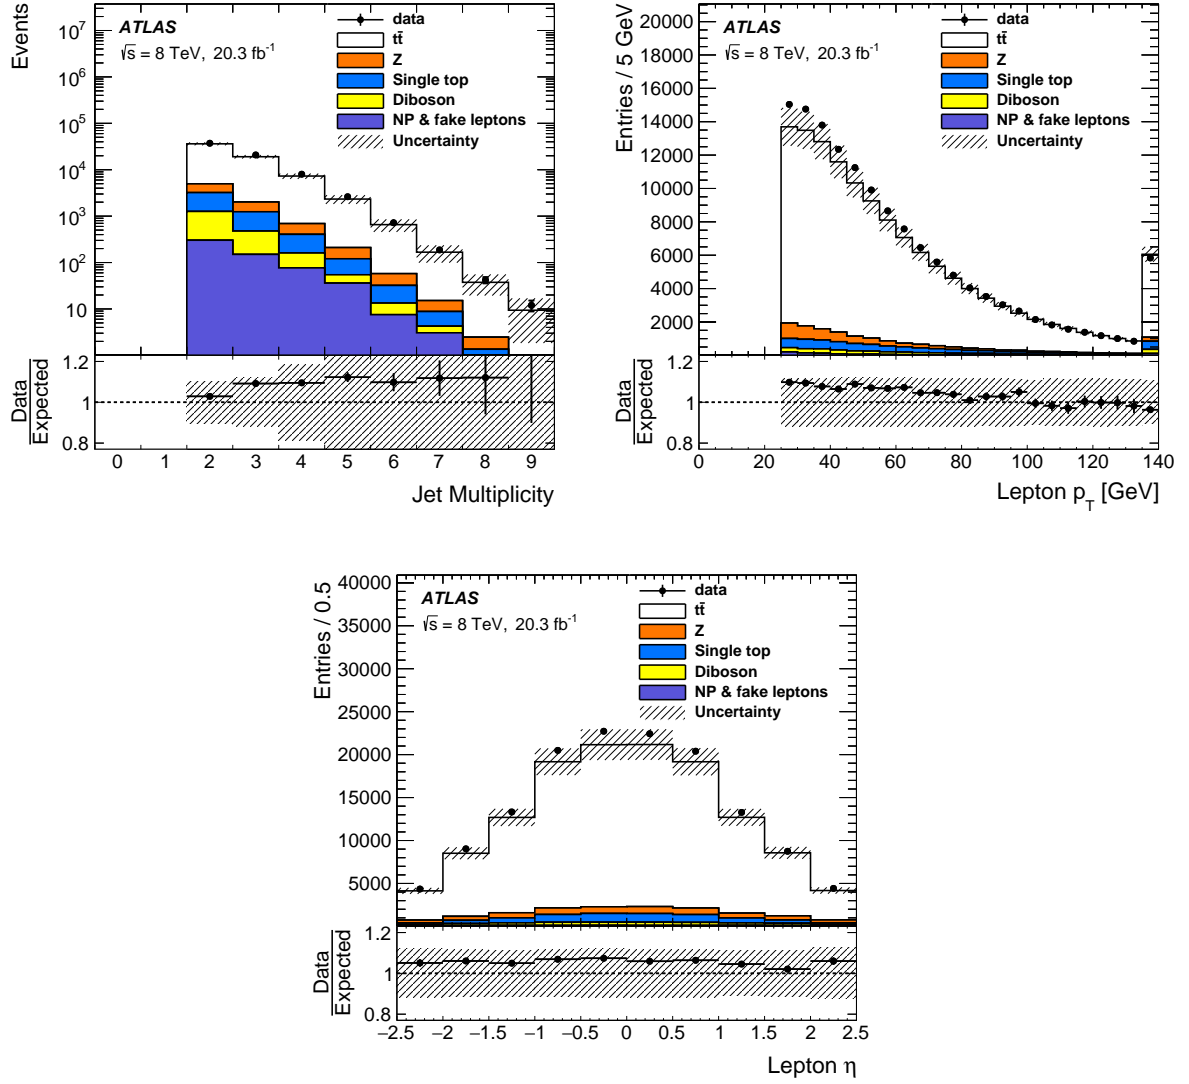 Events
10⁷
10⁶
10⁵
10⁴
10³
10²
10
ATLAS
√s = 8 TeV, 20.3 fb⁻¹
data
tt̄
Z
Single top
Diboson
NP & fake leptons
Uncertainty
Data
Expected
1.2
1
0.8
0 1 2 3 4 5 6 7 8 9
Jet Multiplicity
Entries / 5 GeV
20000
18000
16000
14000
12000
10000
8000
6000
4000
2000
ATLAS
√s = 8 TeV, 20.3 fb⁻¹
data
tt̄
Z
Single top
Diboson
NP & fake leptons
Uncertainty
Data
Expected
1.2
1
0.8
0 20 40 60 80 100 120 140
Lepton p_T [GeV]
Entries / 0.5
40000
35000
30000
25000
20000
15000
10000
5000
ATLAS
√s = 8 TeV, 20.3 fb⁻¹
data
tt̄
Z
Single top
Diboson
NP & fake leptons
Uncertainty
Data
Expected
1.2
1
0.8
−2.5 −2 −1.5 −1 −0.5 0 0.5 1 1.5 2 2.5
Lepton η